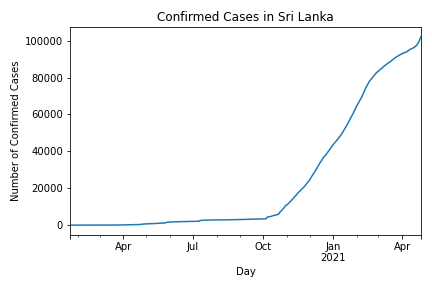 Confirmed Cases in Sri Lanka
Number of Confirmed Cases
100000
80000
60000
40000
20000
0
Apr Jul Oct Jan Apr
2021
Day